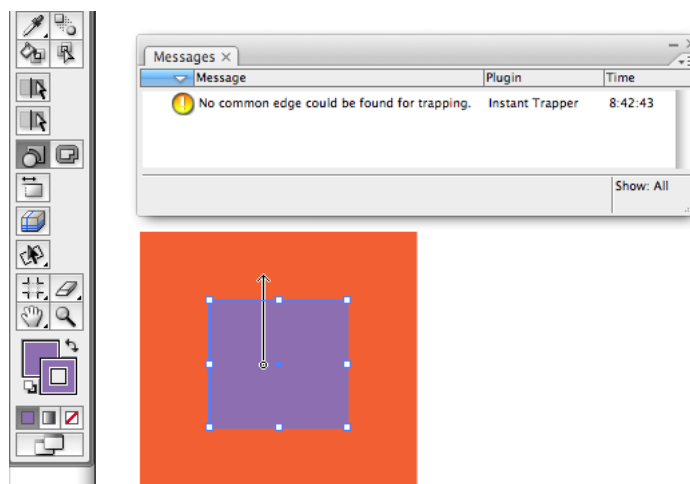 Messages ×
Message Plugin Time
No common edge could be found for trapping. Instant Trapper 8:42:43
Show: All